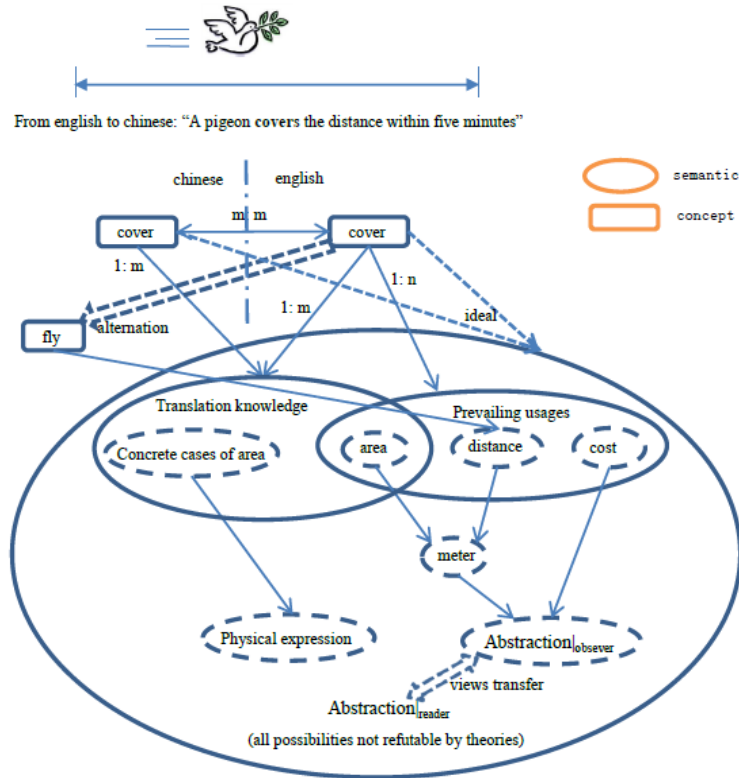 From english to chinese: “A pigeon covers the distance within five minutes”
chinese
english
semantic
concept
m: m
cover
cover
1: m
1: n
1: m
ideal
alternation
fly
Translation knowledge
Prevailing usages
Concrete cases of area
area
distance
cost
meter
Physical expression
Abstraction|obsever
views transfer
Abstraction|reader
(all possibilities not refutable by theories)